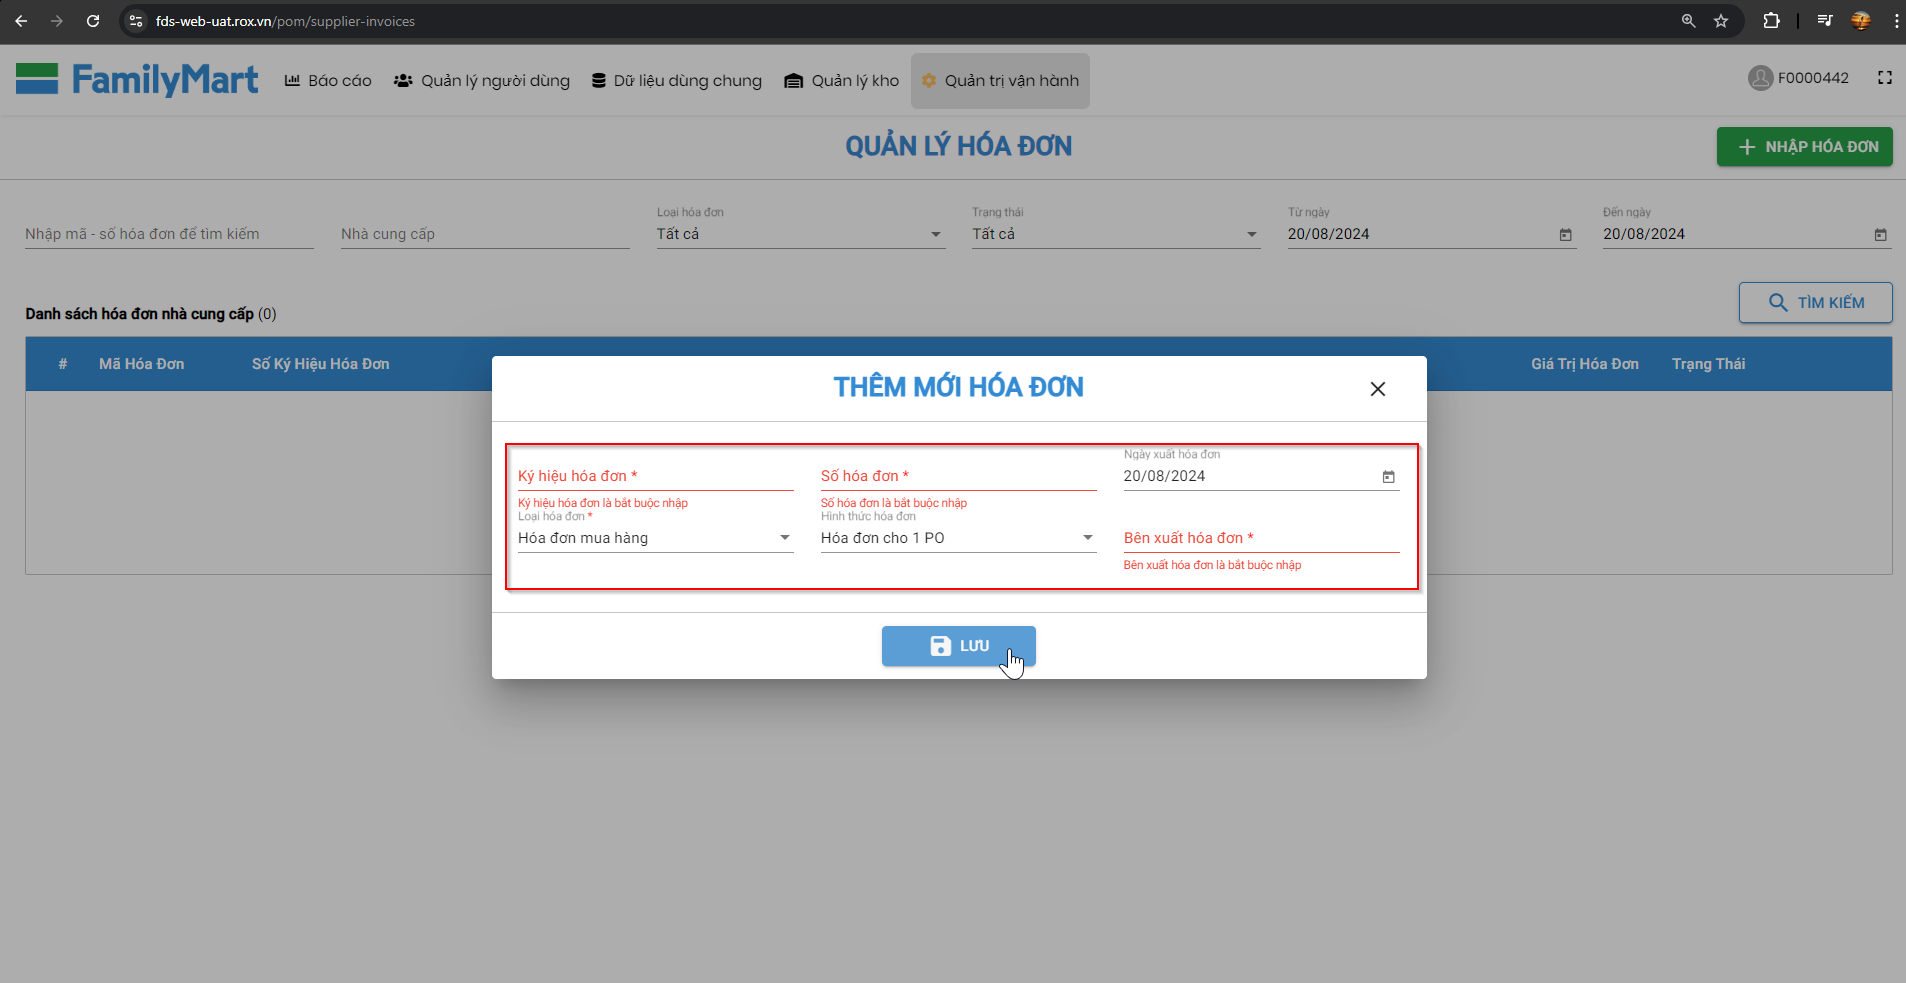 fds-web-uat.rox.vn/pom/supplier-invoices
FamilyMart
Báo cáo
Quản lý người dùng
Dữ liệu dùng chung
Quản lý kho
Quản trị vận hành
F0000442
QUẢN LÝ HÓA ĐƠN
NHẬP HÓA ĐƠN
Nhập mã - số hóa đơn để tìm kiếm
Nhà cung cấp
Loại hóa đơn
Tất cả
Trạng thái
Tất cả
Từ ngày
20/08/2024
Đến ngày
20/08/2024
Danh sách hóa đơn nhà cung cấp (0)
TÌM KIẾM
# Mã Hóa Đơn Số Ký Hiệu Hóa Đơn Giá Trị Hóa Đơn Trạng Thái
THÊM MỚI HÓA ĐƠN
Ký hiệu hóa đơn *
Ký hiệu hóa đơn là bắt buộc nhập
Số hóa đơn *
Số hóa đơn là bắt buộc nhập
Ngày xuất hóa đơn
20/08/2024
Loại hóa đơn *
Hóa đơn mua hàng
Hình thức hóa đơn
Hóa đơn cho 1 PO
Bên xuất hóa đơn *
Bên xuất hóa đơn là bắt buộc nhập
LƯU